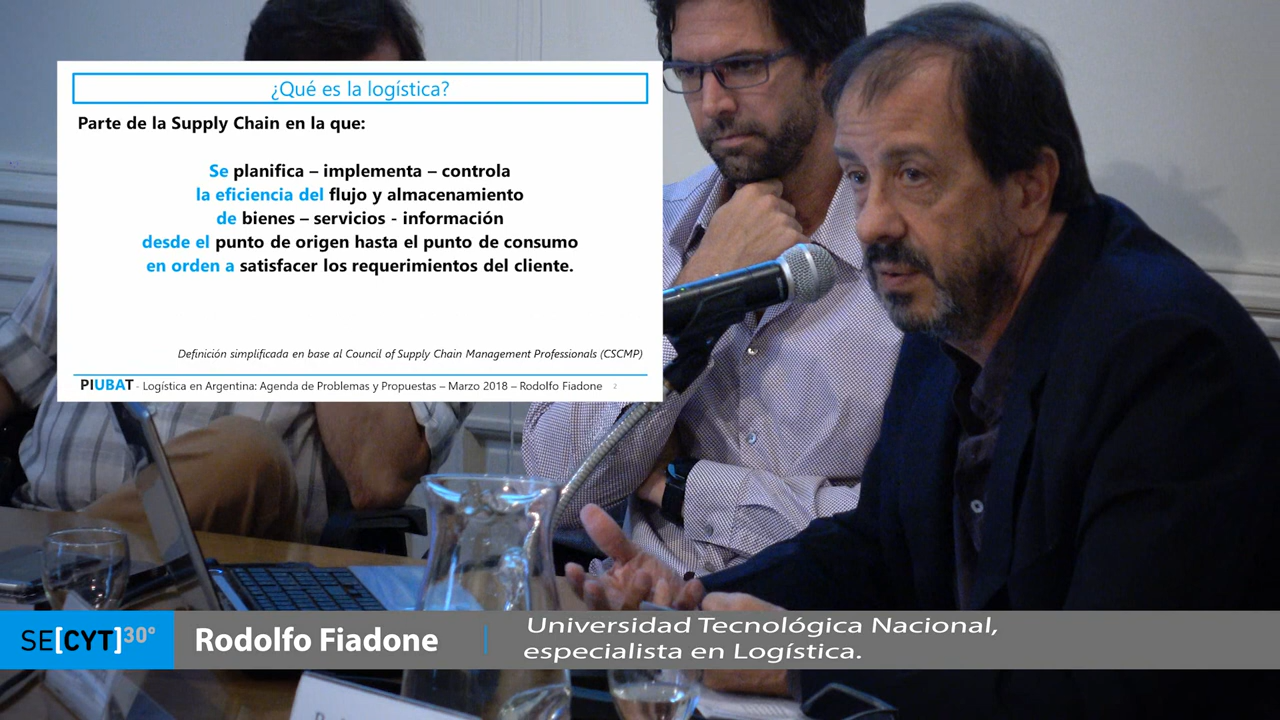 ¿Qué es la logística?
Parte de la Supply Chain en la que:
Se planifica – implementa – controla
la eficiencia del flujo y almacenamiento
de bienes – servicios - información
desde el punto de origen hasta el punto de consumo
en orden a satisfacer los requerimientos del cliente.
Definición simplificada en base al Council of Supply Chain Management Professionals (CSCMP)
PIUBAT - Logística en Argentina: Agenda de Problemas y Propuestas – Marzo 2018 – Rodolfo Fiadone 2
SE[CYT]30°
Rodolfo Fiadone
Universidad Tecnológica Nacional,
especialista en Logística.